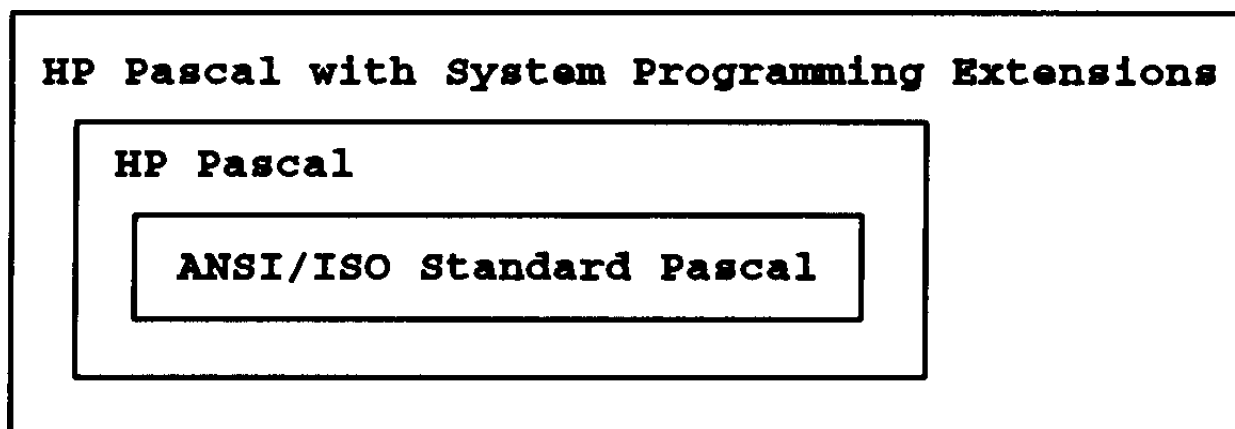 HP Pascal with System Programming Extensions
HP Pascal
ANSI/ISO Standard Pascal